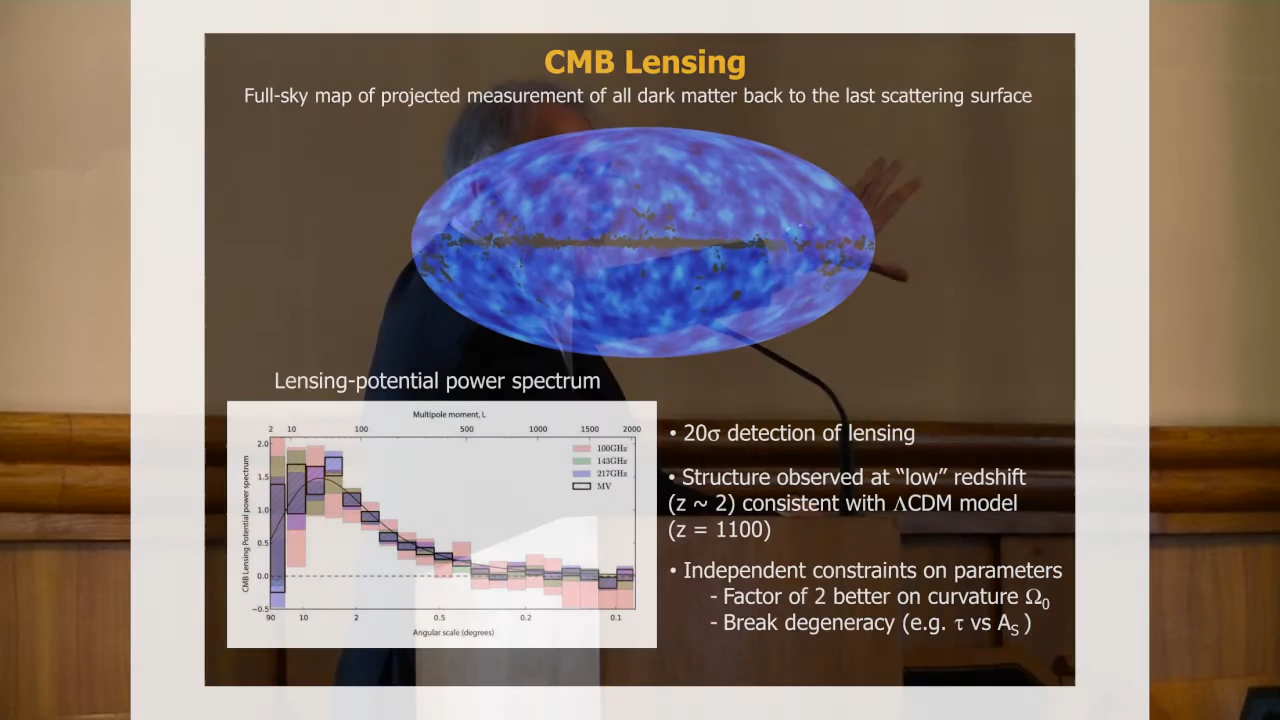 CMB Lensing
Full-sky map of projected measurement of all dark matter back to the last scattering surface
Lensing-potential power spectrum
Multipole moment, L
2 10 100 500 1000 1500 2000
2.0
1.5
1.0
0.5
0.0
−0.5
CMB Lensing Potential power spectrum
100GHz
143GHz
217GHz
MV
90 10 2 0.5 0.2 0.1
Angular scale (degrees)
• 20σ detection of lensing
• Structure observed at “low” redshift
(z ~ 2) consistent with ΛCDM model
(z = 1100)
• Independent constraints on parameters
- Factor of 2 better on curvature Ω₀
- Break degeneracy (e.g. τ vs Aₛ )